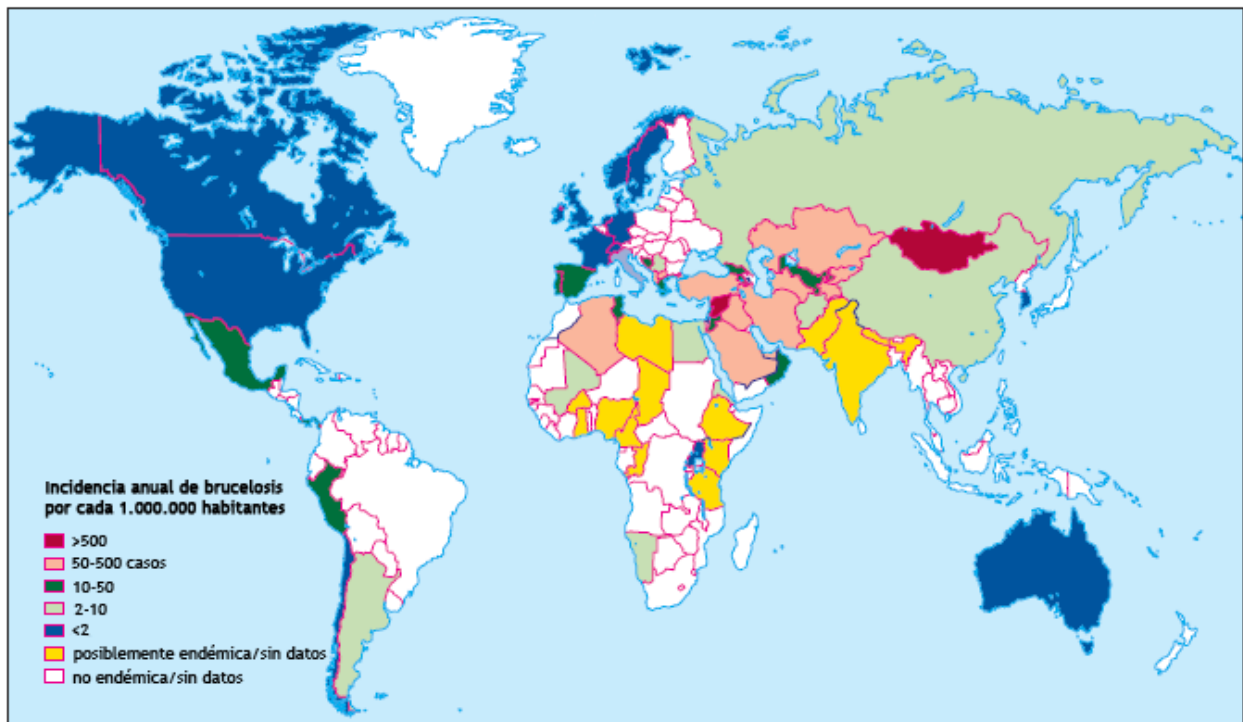 Incidencia anual de brucelosis
por cada 1.000.000 habitantes
>500
50-500 casos
10-50
2-10
<2
posiblemente endémica/sin datos
no endémica/sin datos